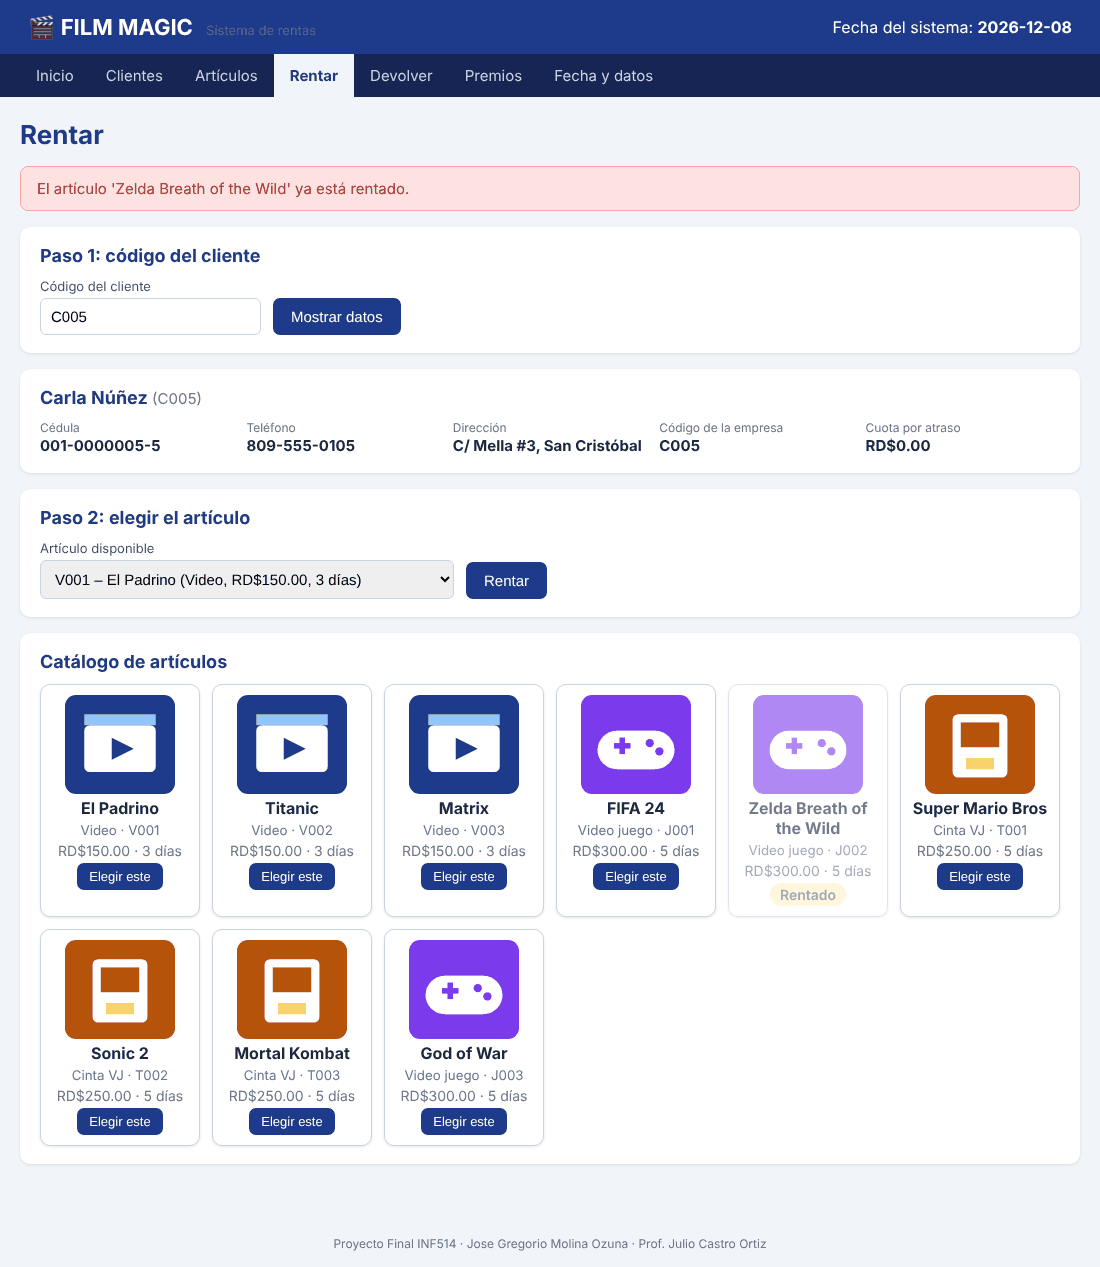 🎬 FILM MAGIC Sistema de rentas
Fecha del sistema: 2026-12-08
Inicio Clientes Artículos Rentar Devolver Premios Fecha y datos
Rentar
El artículo 'Zelda Breath of the Wild' ya está rentado.
Paso 1: código del cliente
Código del cliente
C005 Mostrar datos
Carla Núñez (C005)
Cédula Teléfono Dirección Código de la empresa Cuota por atraso
001-0000005-5 809-555-0105 C/ Mella #3, San Cristóbal C005 RD$0.00
Paso 2: elegir el artículo
Artículo disponible
V001 – El Padrino (Video, RD$150.00, 3 días) Rentar
Catálogo de artículos
El Padrino
Video · V001
RD$150.00 · 3 días
Elegir este
Titanic
Video · V002
RD$150.00 · 3 días
Elegir este
Matrix
Video · V003
RD$150.00 · 3 días
Elegir este
FIFA 24
Video juego · J001
RD$300.00 · 5 días
Elegir este
Zelda Breath of
the Wild
Video juego · J002
RD$300.00 · 5 días
Rentado
Super Mario Bros
Cinta VJ · T001
RD$250.00 · 5 días
Elegir este
Sonic 2
Cinta VJ · T002
RD$250.00 · 5 días
Elegir este
Mortal Kombat
Cinta VJ · T003
RD$250.00 · 5 días
Elegir este
God of War
Video juego · J003
RD$300.00 · 5 días
Elegir este
Proyecto Final INF514 · Jose Gregorio Molina Ozuna · Prof. Julio Castro Ortiz